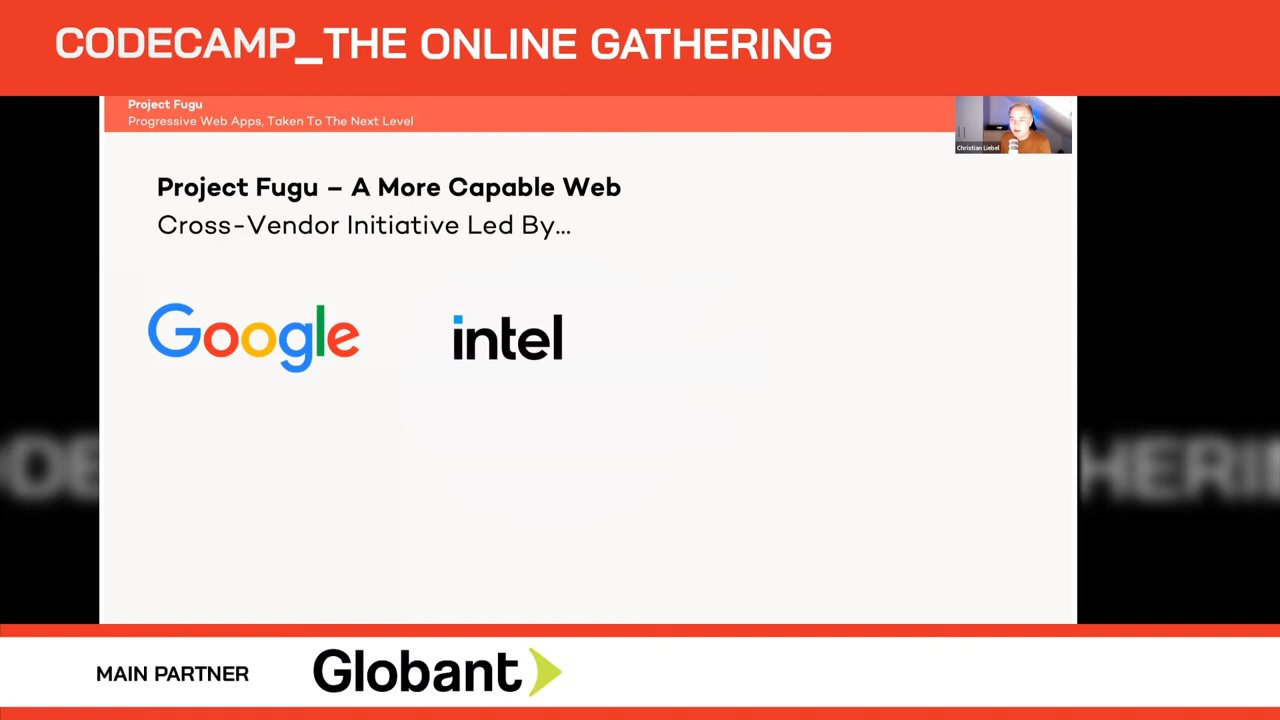 CODECAMP_THE ONLINE GATHERING
Project Fugu
Progressive Web Apps, Taken To The Next Level
Christian Liebel
Project Fugu – A More Capable Web
Cross-Vendor Initiative Led By...
Google
intel
MAIN PARTNER
Globant